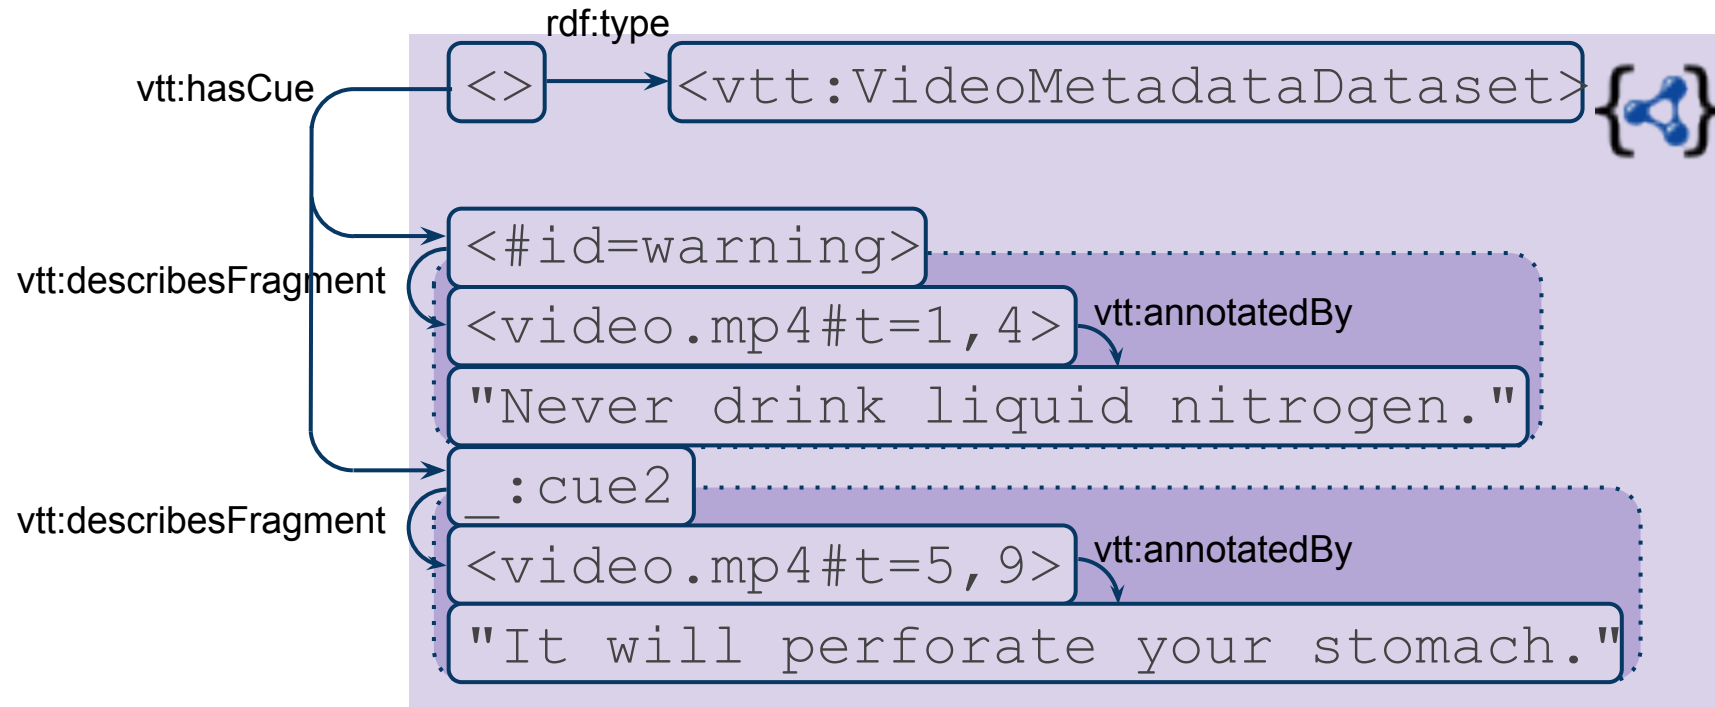 rdf:type
vtt:hasCue
<> <vtt:VideoMetadataDataset>
{ }
<#id=warning>
vtt:describesFragment
<video.mp4#t=1,4> vtt:annotatedBy
"Never drink liquid nitrogen."
_:cue2
vtt:describesFragment
<video.mp4#t=5,9> vtt:annotatedBy
"It will perforate your stomach."